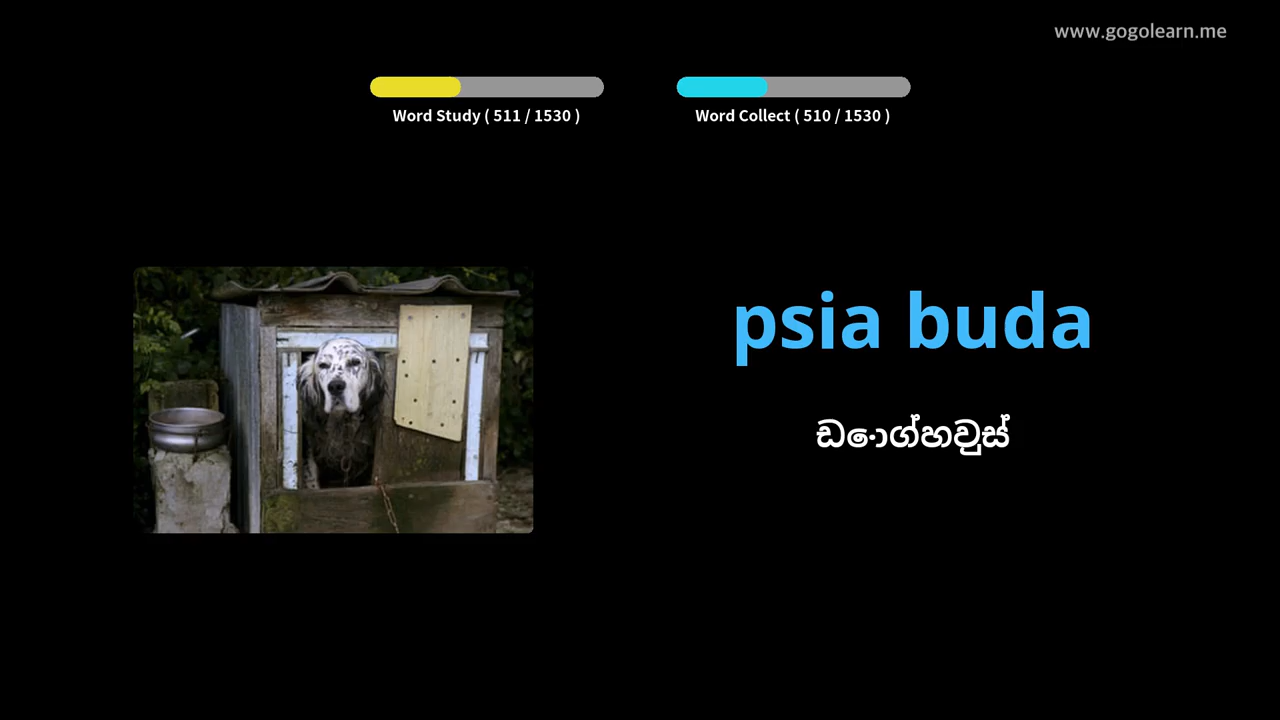 www.gogolearn.me
Word Study ( 511 / 1530 )
Word Collect ( 510 / 1530 )
psia buda
ඩොග්හවුස්